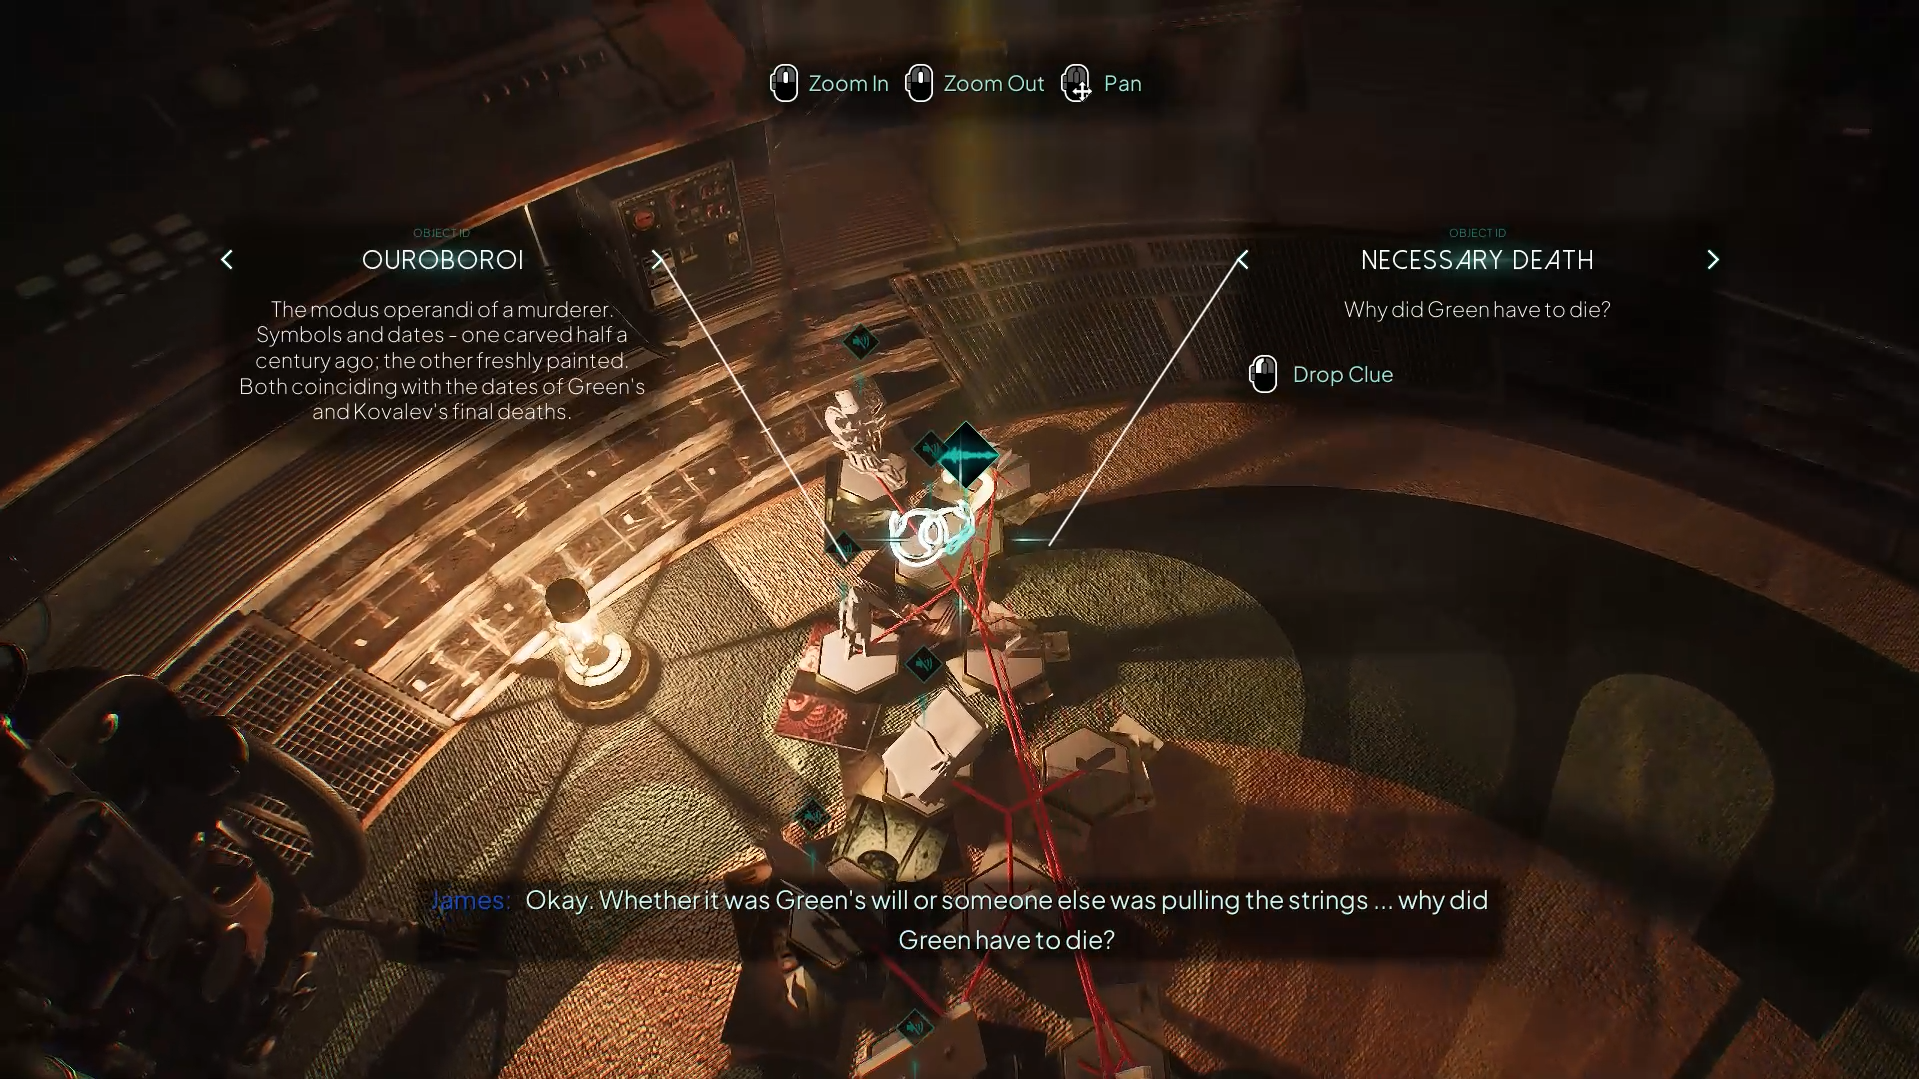 Zoom In Zoom Out Pan
OBJECT ID
OUROBOROI
The modus operandi of a murderer.
Symbols and dates - one carved half a
century ago; the other freshly painted.
Both coinciding with the dates of Green's
and Kovalev's final deaths.
OBJECT ID
NECESSARY DEATH
Why did Green have to die?
Drop Clue
James: Okay. Whether it was Green's will or someone else was pulling the strings ... why did
Green have to die?